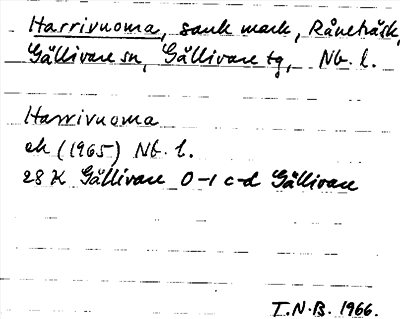 Harrivuoma, sank mark, Råneträsk,
Gällivare sn, Gällivare tg, Nb. l.
Harrivuoma
ek (1965) Nb. l.
28 K Gällivare 0-1 c-d Gällivare
T.N.B. 1966.